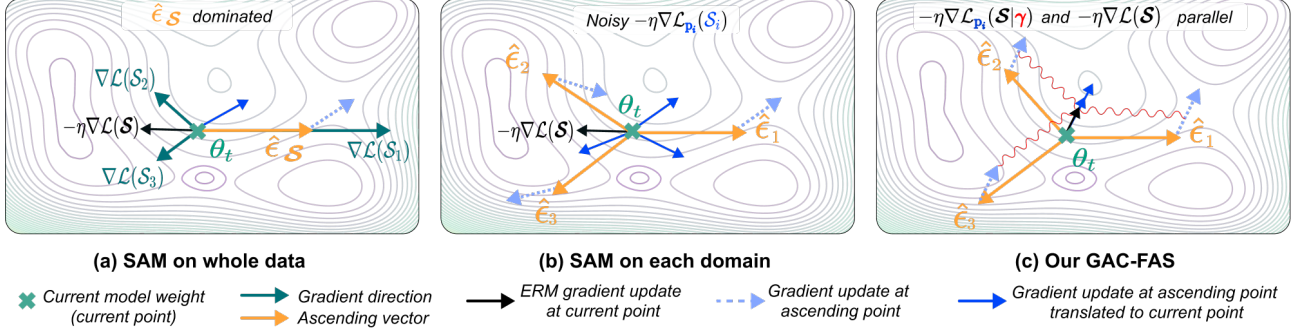 ε̂_𝓢 dominated
Noisy −η∇ℒ_{p_i}(𝒮_i)
−η∇ℒ_{p_i}(𝓢|γ) and −η∇ℒ(𝓢) parallel
∇ℒ(𝒮_2)
−η∇ℒ(𝓢)
θ_t
ε̂_𝓢
∇ℒ(𝒮_1)
∇ℒ(𝒮_3)
ε̂_2
θ_t
−η∇ℒ(𝓢)
ε̂_1
ε̂_3
ε̂_2
ε̂_1
θ_t
ε̂_3
(a) SAM on whole data
(b) SAM on each domain
(c) Our GAC-FAS
Current model weight
(current point)
Gradient direction
Ascending vector
ERM gradient update
at current point
Gradient update at
ascending point
Gradient update at ascending point
translated to current point